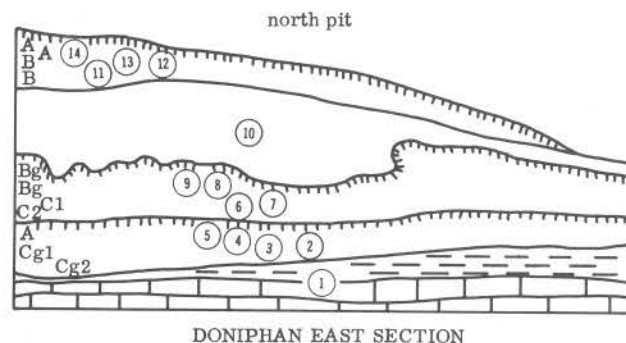 north pit
A
A
B
B
14
13
12
11
10
Bg
Bg
C2
C1
9
8
7
6
A
Cg1
Cg2
5
4
3
2
1
DONIPHAN EAST SECTION